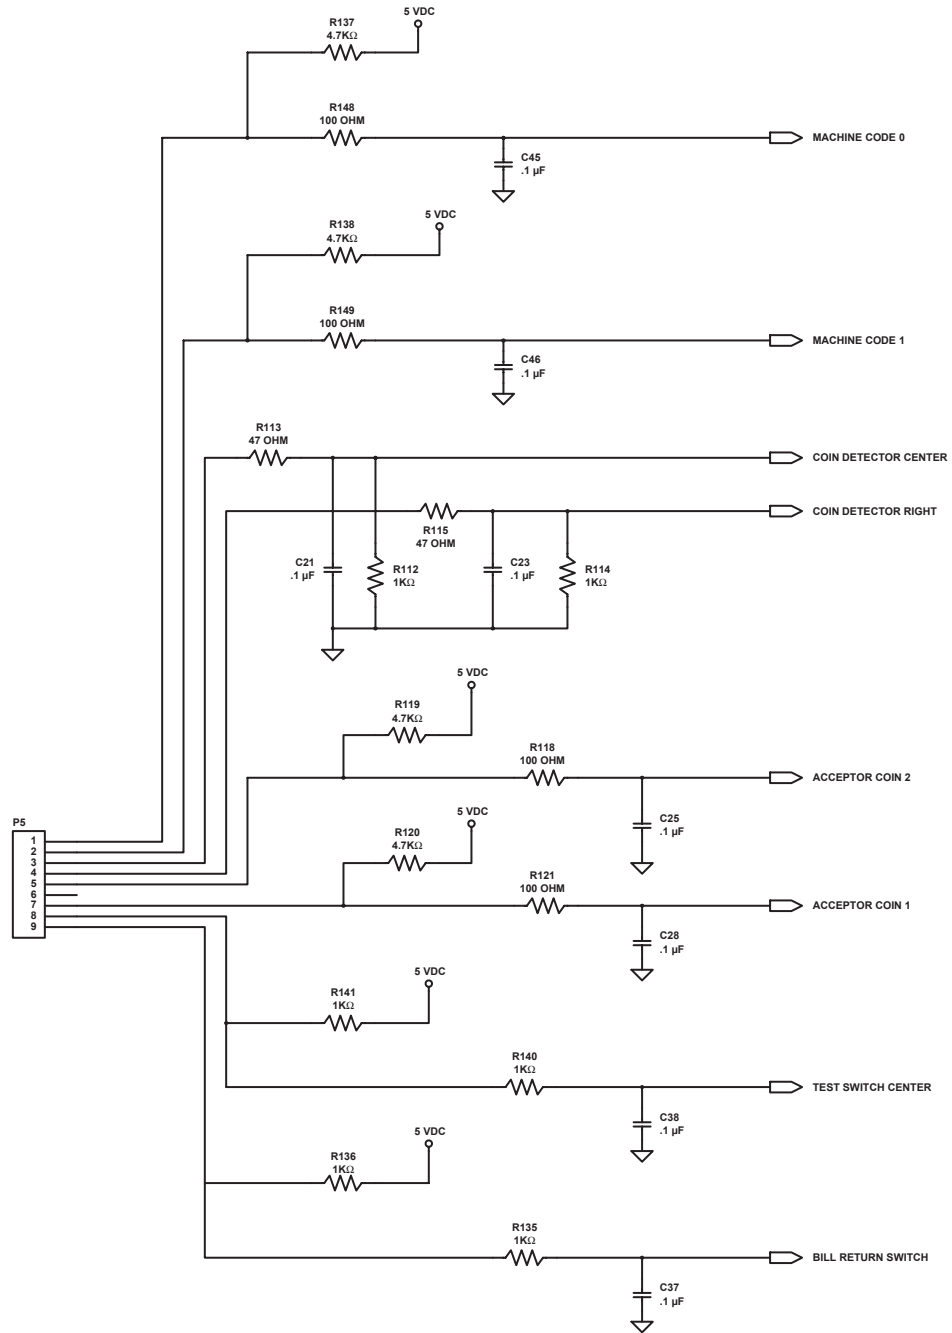 5 VDC
R137
4.7KΩ
R148
100 OHM
MACHINE CODE 0
C45
.1 µF
5 VDC
R138
4.7KΩ
R149
100 OHM
MACHINE CODE 1
C46
.1 µF
R113
47 OHM
COIN DETECTOR CENTER
COIN DETECTOR RIGHT
R115
47 OHM
C21
.1 µF
R112
1KΩ
C23
.1 µF
R114
1KΩ
5 VDC
R119
4.7KΩ
R118
100 OHM
ACCEPTOR COIN 2
C25
.1 µF
5 VDC
R120
4.7KΩ
R121
100 OHM
ACCEPTOR COIN 1
C28
.1 µF
P5
1
2
3
4
5
6
7
8
9
5 VDC
R141
1KΩ
R140
1KΩ
TEST SWITCH CENTER
C38
.1 µF
5 VDC
R136
1KΩ
R135
1KΩ
BILL RETURN SWITCH
C37
.1 µF